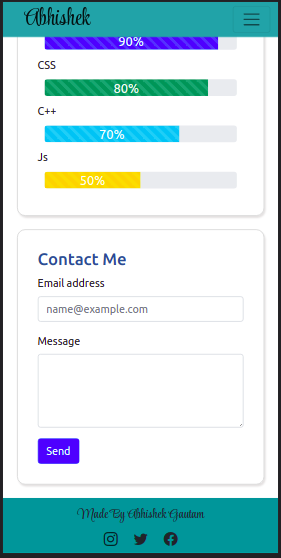 Abhishek
90%
CSS
80%
C++
70%
Js
50%
Contact Me
Email address
name@example.com
Message
Send
Made By Abhishek Gautam.